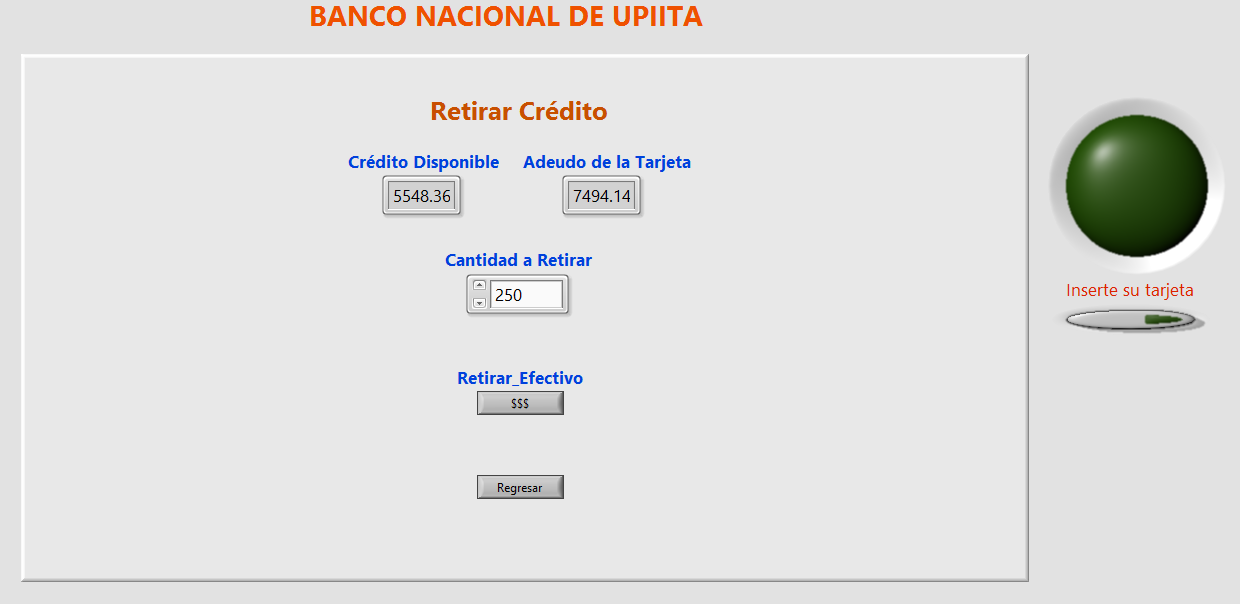 BANCO NACIONAL DE UPIITA
Retirar Crédito
Crédito Disponible Adeudo de la Tarjeta
5548.36 7494.14
Cantidad a Retirar
250
Inserte su tarjeta
Retirar_Efectivo
$$$
Regresar